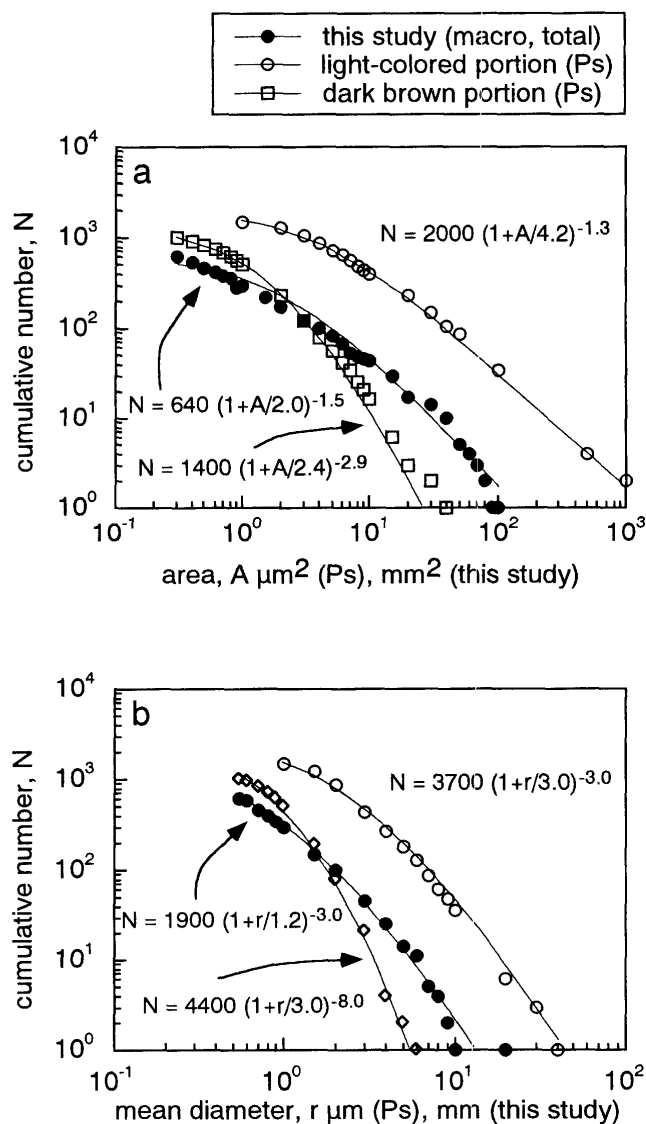 this study (macro, total)
light-colored portion (Ps)
dark brown portion (Ps)
a
10^4
10^3
10^2
10^1
10^0
cumulative number, N
N = 2000 (1+A/4.2)^-1.3
N = 640 (1+A/2.0)^-1.5
N = 1400 (1+A/2.4)^-2.9
10^-1 10^0 10^1 10^2 10^3
area, A μm^2 (Ps), mm^2 (this study)
b
10^4
10^3
10^2
10^1
10^0
cumulative number, N
N = 3700 (1+r/3.0)^-3.0
N = 1900 (1+r/1.2)^-3.0
N = 4400 (1+r/3.0)^-8.0
10^-1 10^0 10^1 10^2
mean diameter, r μm (Ps), mm (this study)